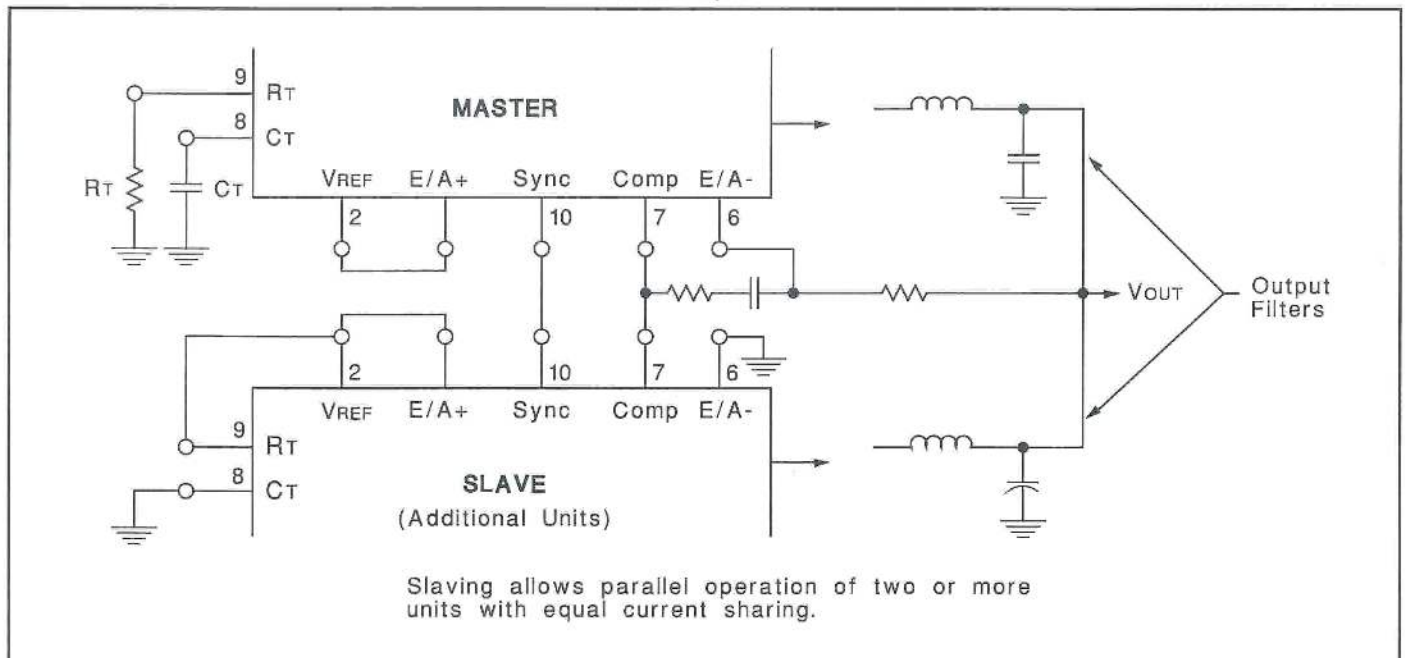 9 RT
MASTER
8 CT
RT
CT
VREF E/A+ Sync Comp E/A-
2 10 7 6
VOUT
Output
Filters
2 10 7 6
VREF E/A+ Sync Comp E/A-
9 RT
8 CT
SLAVE
(Additional Units)
Slaving allows parallel operation of two or more
units with equal current sharing.